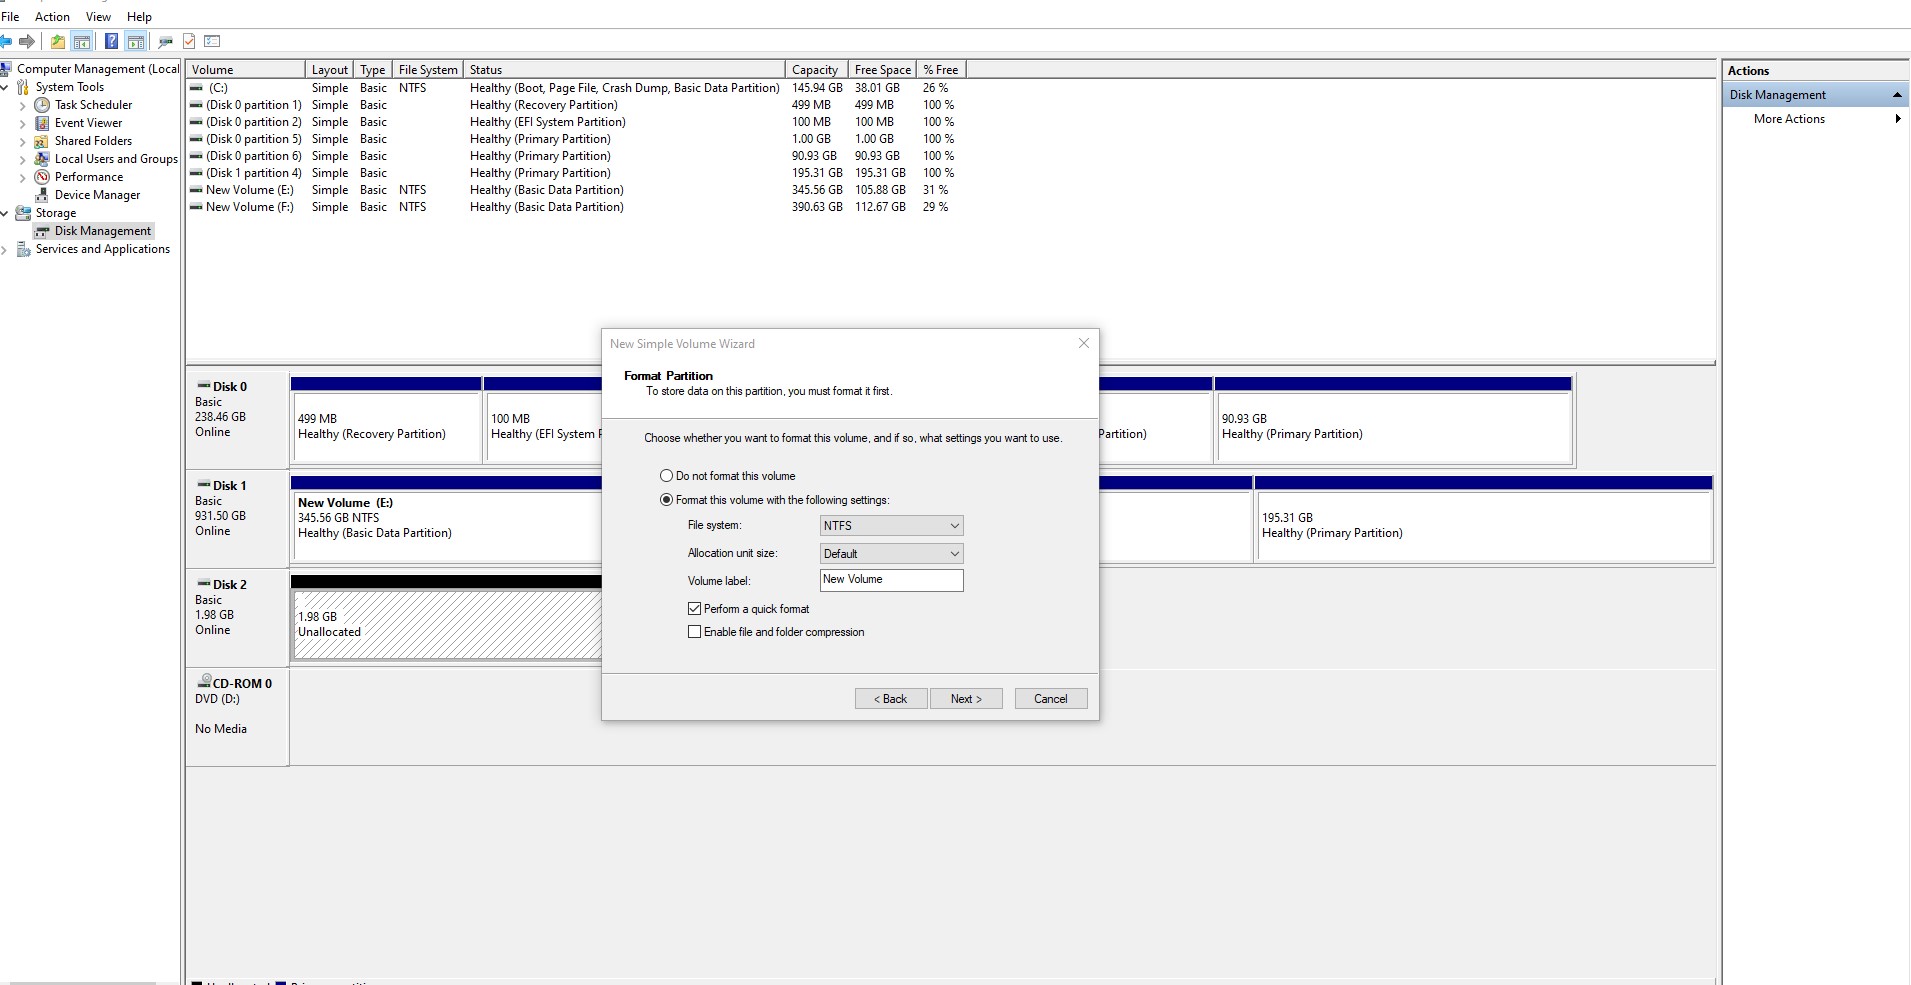 File Action View Help
Computer Management (Local
System Tools
Task Scheduler
Event Viewer
Shared Folders
Local Users and Groups
Performance
Device Manager
Storage
Disk Management
Services and Applications
Volume Layout Type File System Status Capacity Free Space % Free
(C:) Simple Basic NTFS Healthy (Boot, Page File, Crash Dump, Basic Data Partition) 145.94 GB 38.01 GB 26 %
(Disk 0 partition 1) Simple Basic Healthy (Recovery Partition) 499 MB 499 MB 100 %
(Disk 0 partition 2) Simple Basic Healthy (EFI System Partition) 100 MB 100 MB 100 %
(Disk 0 partition 5) Simple Basic Healthy (Primary Partition) 1.00 GB 1.00 GB 100 %
(Disk 0 partition 6) Simple Basic Healthy (Primary Partition) 90.93 GB 90.93 GB 100 %
(Disk 1 partition 4) Simple Basic Healthy (Primary Partition) 195.31 GB 195.31 GB 100 %
New Volume (E:) Simple Basic NTFS Healthy (Basic Data Partition) 345.56 GB 105.88 GB 31 %
New Volume (F:) Simple Basic NTFS Healthy (Basic Data Partition) 390.63 GB 112.67 GB 29 %
Actions
Disk Management
More Actions
Disk 0
Basic
238.46 GB
Online
499 MB
Healthy (Recovery Partition)
100 MB
Healthy (EFI System P
Partition)
90.93 GB
Healthy (Primary Partition)
Disk 1
Basic
931.50 GB
Online
New Volume (E:)
345.56 GB NTFS
Healthy (Basic Data Partition)
195.31 GB
Healthy (Primary Partition)
Disk 2
Basic
1.98 GB
Online
1.98 GB
Unallocated
CD-ROM 0
DVD (D:)
No Media
New Simple Volume Wizard
Format Partition
To store data on this partition, you must format it first.
Choose whether you want to format this volume, and if so, what settings you want to use.
Do not format this volume
Format this volume with the following settings:
File system: NTFS
Allocation unit size: Default
Volume label: New Volume
Perform a quick format
Enable file and folder compression
< Back Next > Cancel